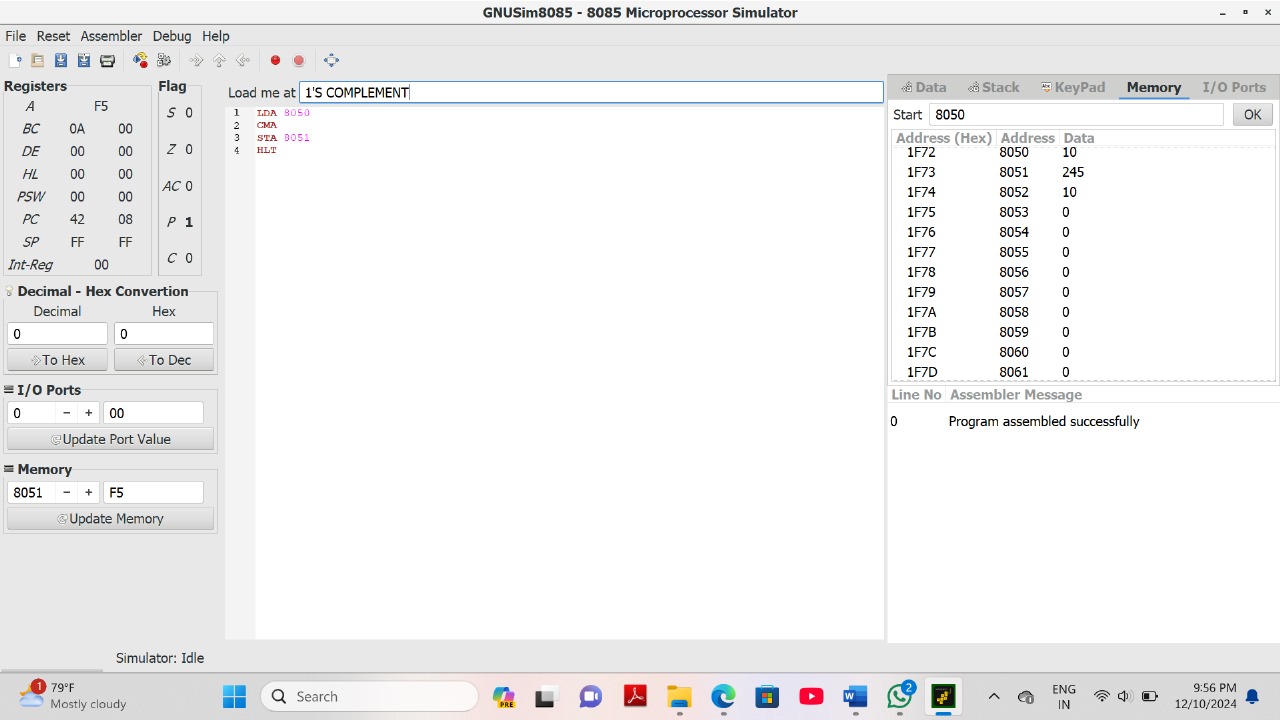 GNUSim8085 - 8085 Microprocessor Simulator
File Reset Assembler Debug Help
Registers
A F5
BC 0A 00
DE 00 00
HL 00 00
PSW 00 00
PC 42 08
SP FF FF
Int-Reg 00
Flag
S 0
Z 0
AC 0
P 1
C 0
Decimal - Hex Convertion
Decimal Hex
0 0
To Hex To Dec
I/O Ports
0 - + 00
Update Port Value
Memory
8051 - + F5
Update Memory
Load me at 1'S COMPLEMENT
1 LDA 8050
2 CMA
3 STA 8051
4 HLT
Data Stack KeyPad Memory I/O Ports
Start 8050 OK
Address (Hex) Address Data
1F72 8050 10
1F73 8051 245
1F74 8052 10
1F75 8053 0
1F76 8054 0
1F77 8055 0
1F78 8056 0
1F79 8057 0
1F7A 8058 0
1F7B 8059 0
1F7C 8060 0
1F7D 8061 0
Line No Assembler Message
0 Program assembled successfully
Simulator: Idle
1
79°F
Mostly cloudy
Search
PRE
2
ENG
IN
9:56 PM
12/10/2024